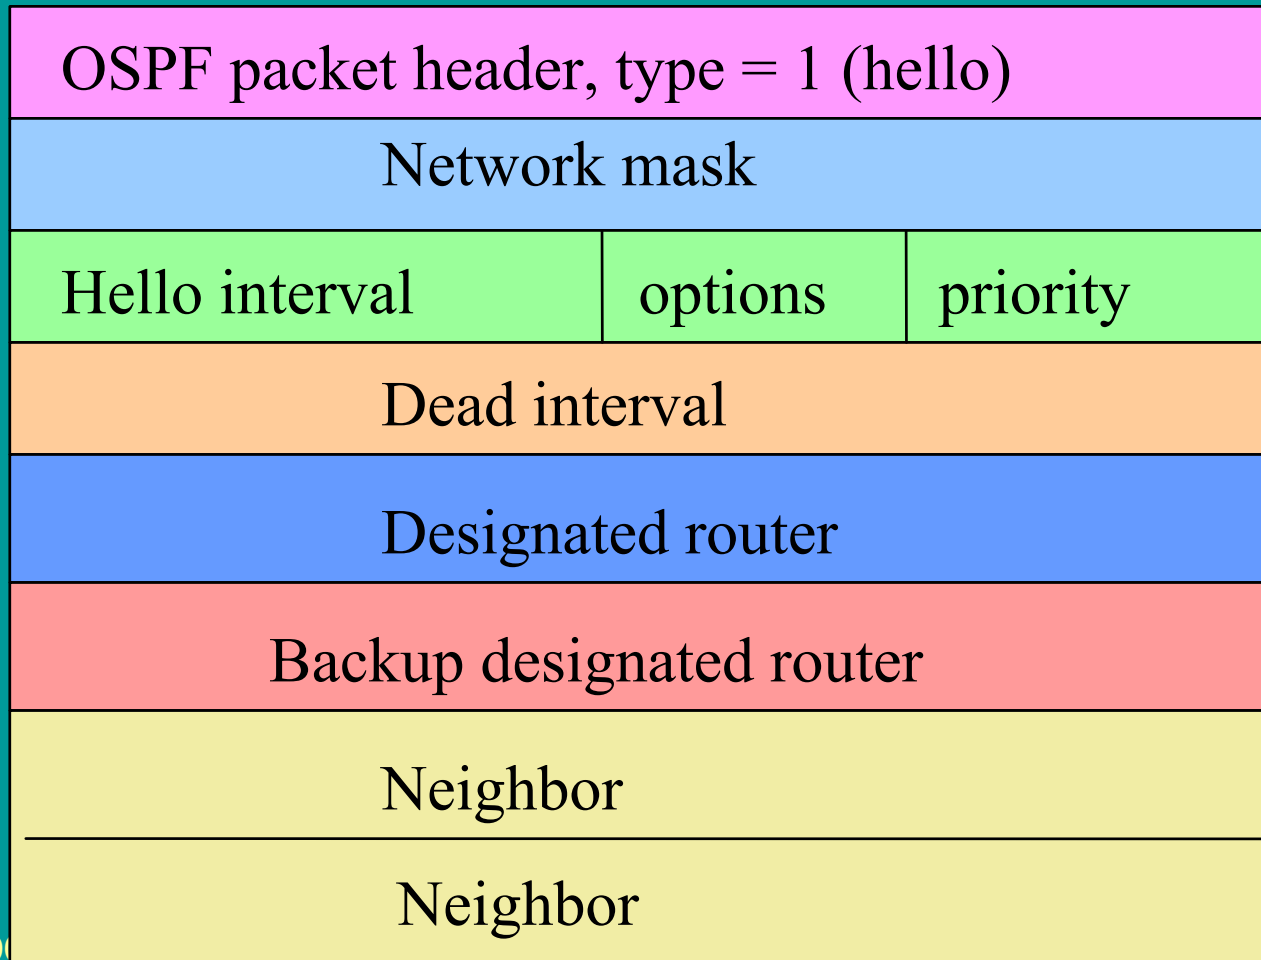 OSPF packet header, type = 1 (hello)
Network mask
Hello interval options priority
Dead interval
Designated router
Backup designated router
Neighbor
Neighbor